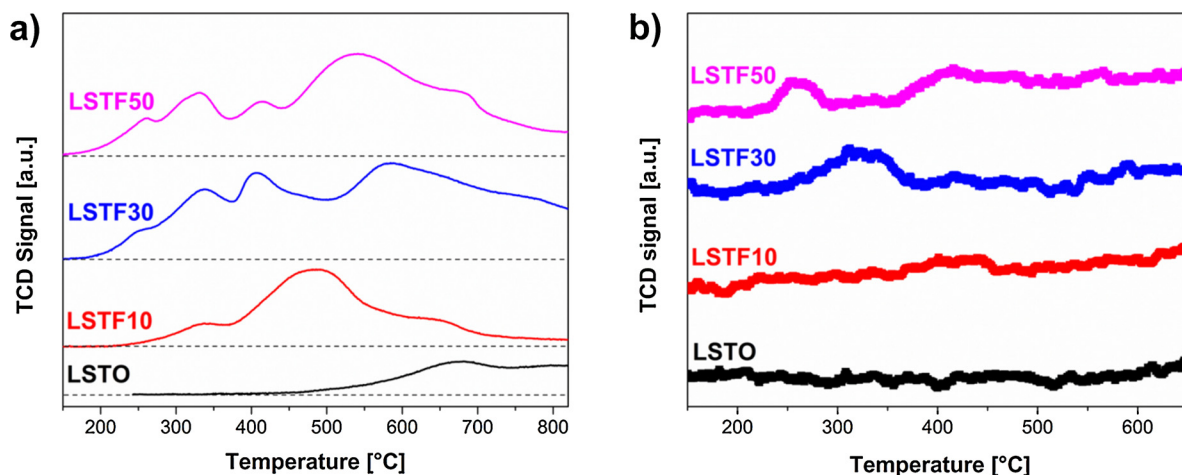 a)
TCD Signal [a.u.]
LSTF50
LSTF30
LSTF10
LSTO
200 300 400 500 600 700 800
Temperature [°C]
b)
TCD signal [a.u.]
LSTF50
LSTF30
LSTF10
LSTO
200 300 400 500 600
Temperature [°C]